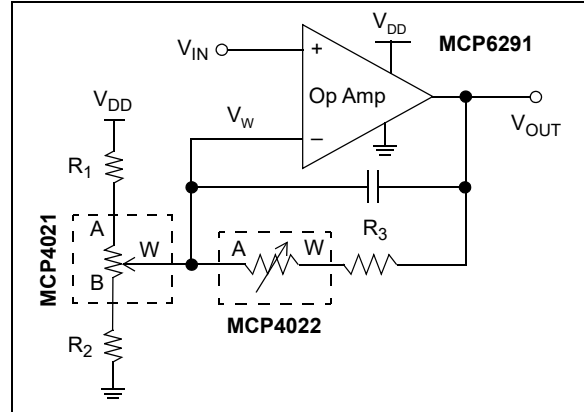 VDD
MCP6291
VIN
+
Op Amp
VDD
VW
–
VOUT
R1
A
W
B
MCP4021
A
W
R3
MCP4022
R2